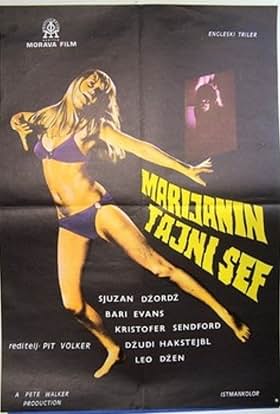 MORAVA FILM
ENGLESKI TRILER
MARIJANIN
TAJNI SEF
SJUZAN DŽORDŽ
BARI EVANS
KRISTOFER SENDFORD
reditelj: PIT VOLKER
DŽUDI HAKSTEJBL
LEO DŽEN
A PETE WALKER
PRODUCTION
ISTMANKOLOR